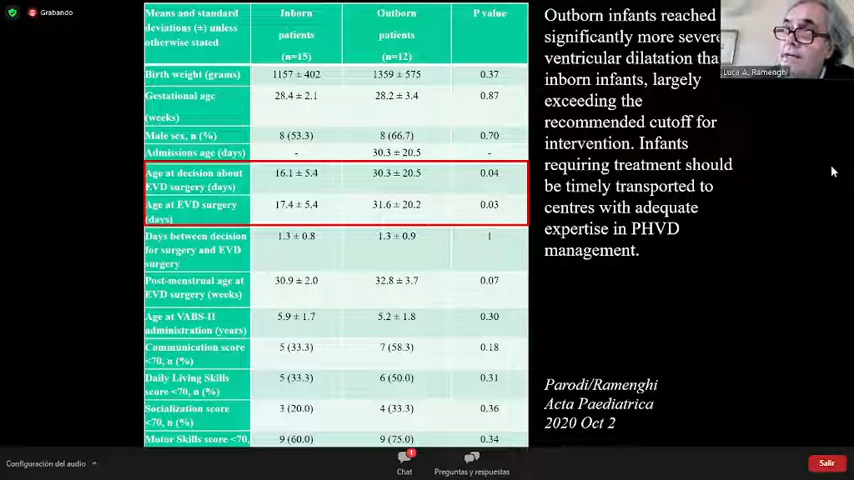 Grabando
Means and standard deviations (±) unless otherwise stated
Inborn patients (n=15)
Outborn patients (n=12)
P value
Birth weight (grams) 1157 ± 402 1359 ± 575 0.37
Gestational age (weeks) 28.4 ± 2.1 28.2 ± 3.4 0.87
Male sex, n (%) 8 (53.3) 8 (66.7) 0.70
Admissions age (days) - 30.3 ± 20.5 -
Age at decision about EVD surgery (days) 16.1 ± 5.4 30.3 ± 20.5 0.04
Age at EVD surgery (days) 17.4 ± 5.4 31.6 ± 20.2 0.03
Days between decision for surgery and EVD surgery 1.3 ± 0.8 1.3 ± 0.9 1
Post-menstrual age at EVD surgery (weeks) 30.9 ± 2.0 32.8 ± 3.7 0.07
Age at VABS-II administration (years) 5.9 ± 1.7 5.2 ± 1.8 0.30
Communication score <70, n (%) 5 (33.3) 7 (58.3) 0.18
Daily Living Skills score <70, n (%) 5 (33.3) 6 (50.0) 0.31
Socialization score <70, n (%) 3 (20.0) 4 (33.3) 0.36
Motor Skills score <70, 9 (60.0) 9 (75.0) 0.34
Outborn infants reached
significantly more severe
ventricular dilatation tha
inborn infants, largely
exceeding the
recommended cutoff for
intervention. Infants
requiring treatment should
be timely transported to
centres with adequate
expertise in PHVD
management.
Parodi/Ramenghi
Acta Paediatrica
2020 Oct 2
Luca A. Ramenghi
Configuración del audio
1
Chat
Preguntas y respuestas
Salir